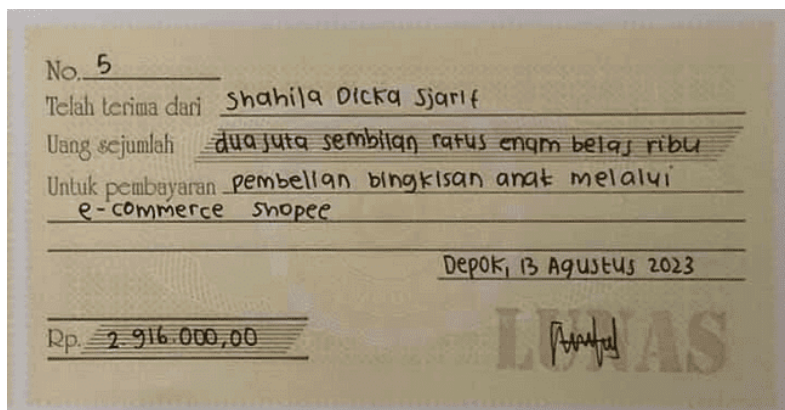 No. 5
Telah terima dari Shahila Dicka Sjarif
Uang sejumlah dua juta sembilan ratus enam belas ribu
Untuk pembayaran pembelian bingkisan anak melalui
e-commerce shopee
Depok, 13 Agustus 2023
LUNAS
Rp. 2.916.000,00